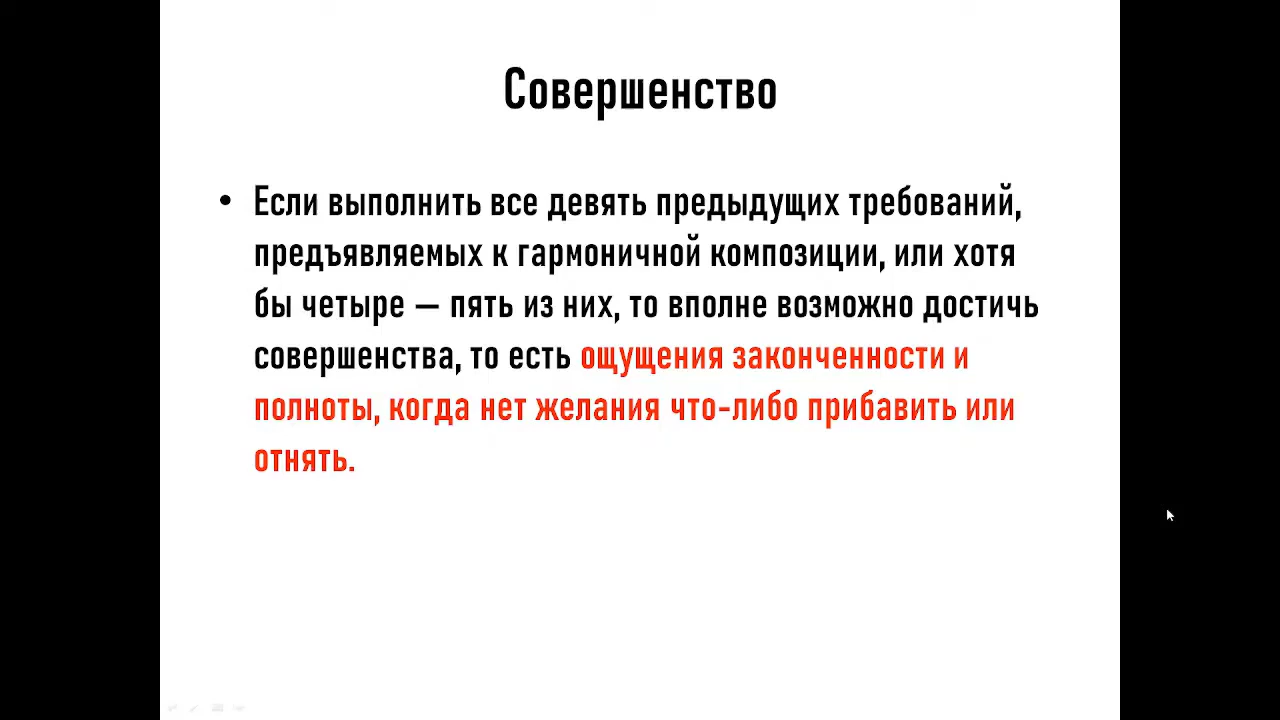 Совершенство
• Если выполнить все девять предыдущих требований,
предъявляемых к гармоничной композиции, или хотя
бы четыре — пять из них, то вполне возможно достичь
совершенства, то есть ощущения законченности и
полноты, когда нет желания что-либо прибавить или
отнять.